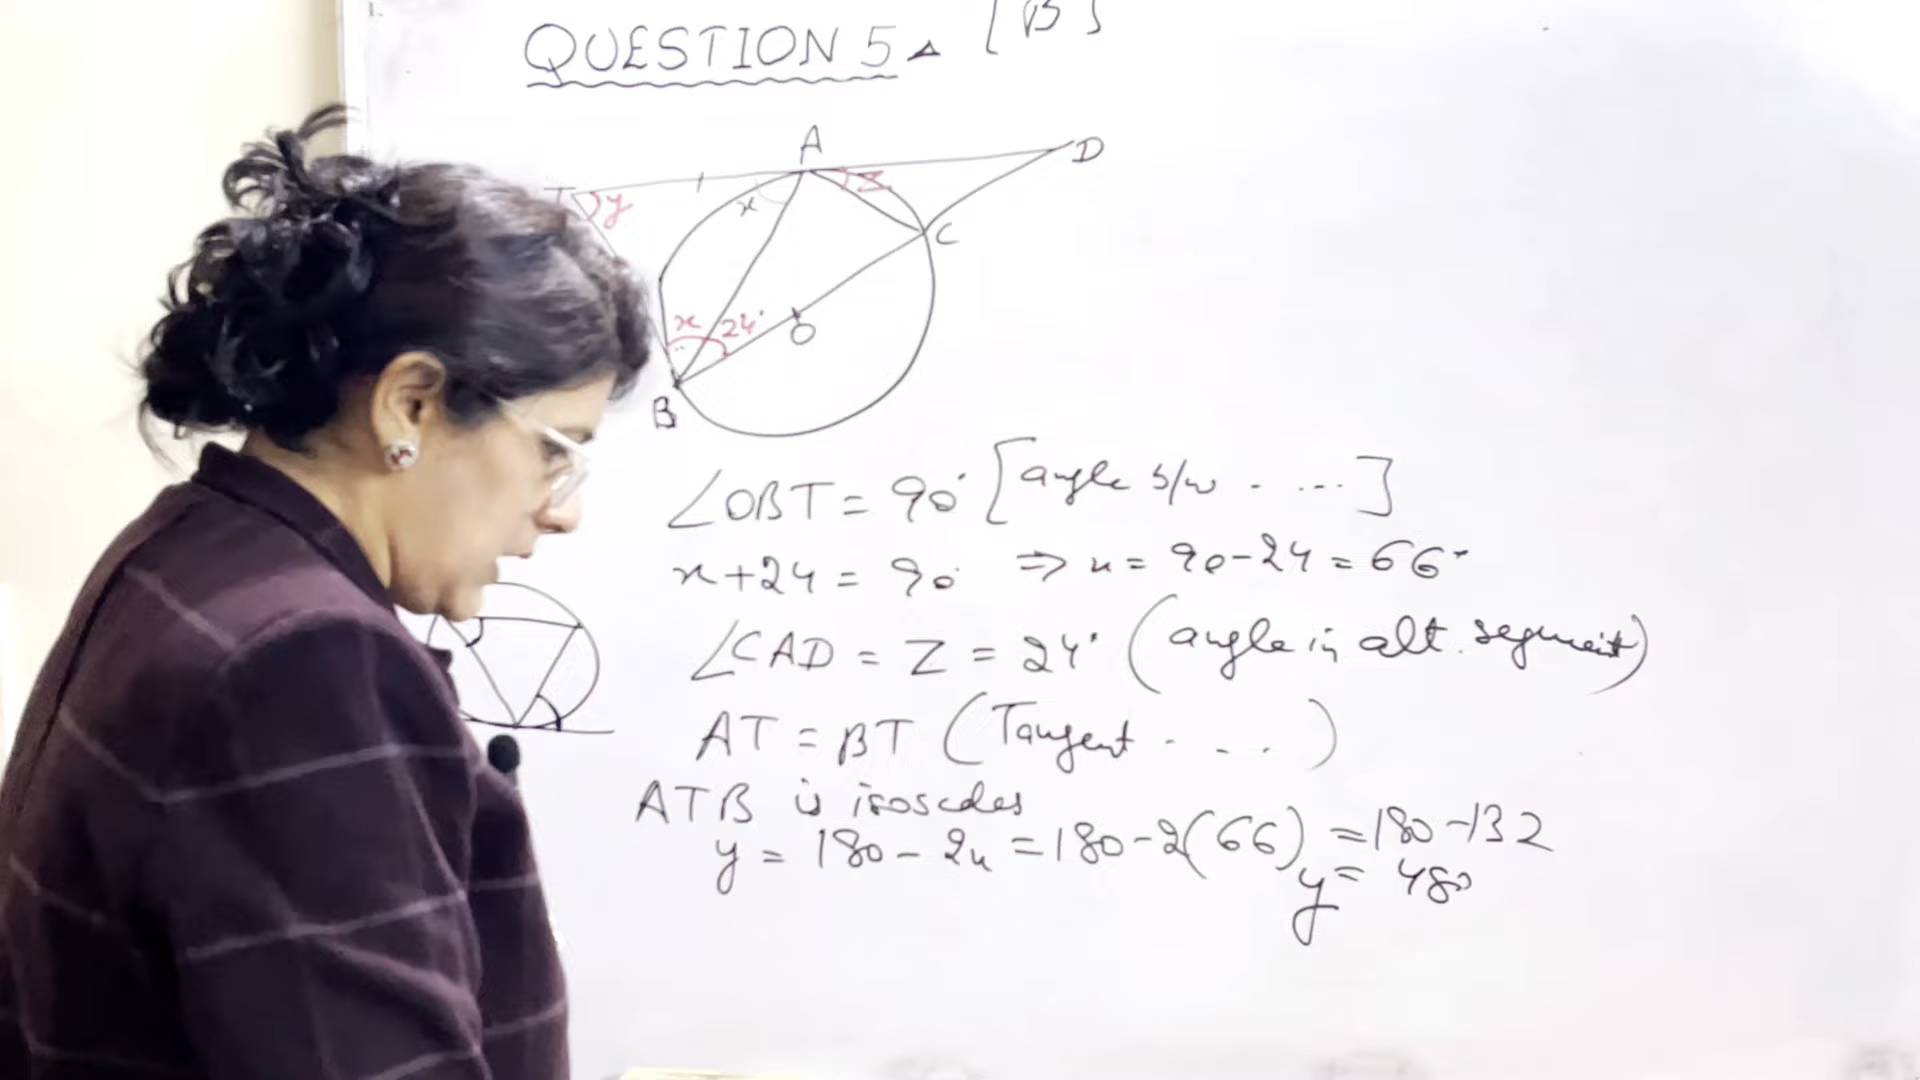 1.
QUESTION 5 [B]
A
D
T
y
x
z
C
x 24°
O
B
∠OBT = 90° [angle b/w - ....]
x+24 = 90° ⇒ x = 90-24 = 66°
∠CAD = Z = 24° (angle in alt. segment)
AT = BT (Tangent - - - .)
ATB is isosceles
y = 180 - 2x = 180-2(66) = 180-132
y = 48°